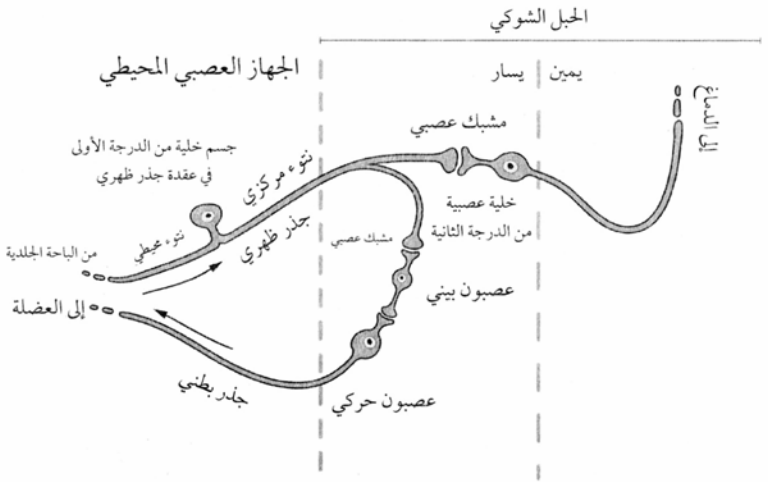 الحبل الشوكي
الجهاز العصبي المحيطي
يسار
يمين
إلى الدماغ
مشبك عصبي
جسم خلية من الدرجة الأولى
في عقدة جذر ظهري
نتوء مركزي
جذر ظهري
خلية عصبية
من الدرجة الثانية
نتوء محيطي
مشبك عصبي
من الباحة الجلدية
عصبون بيني
إلى العضلة
جذر بطني
عصبون حركي